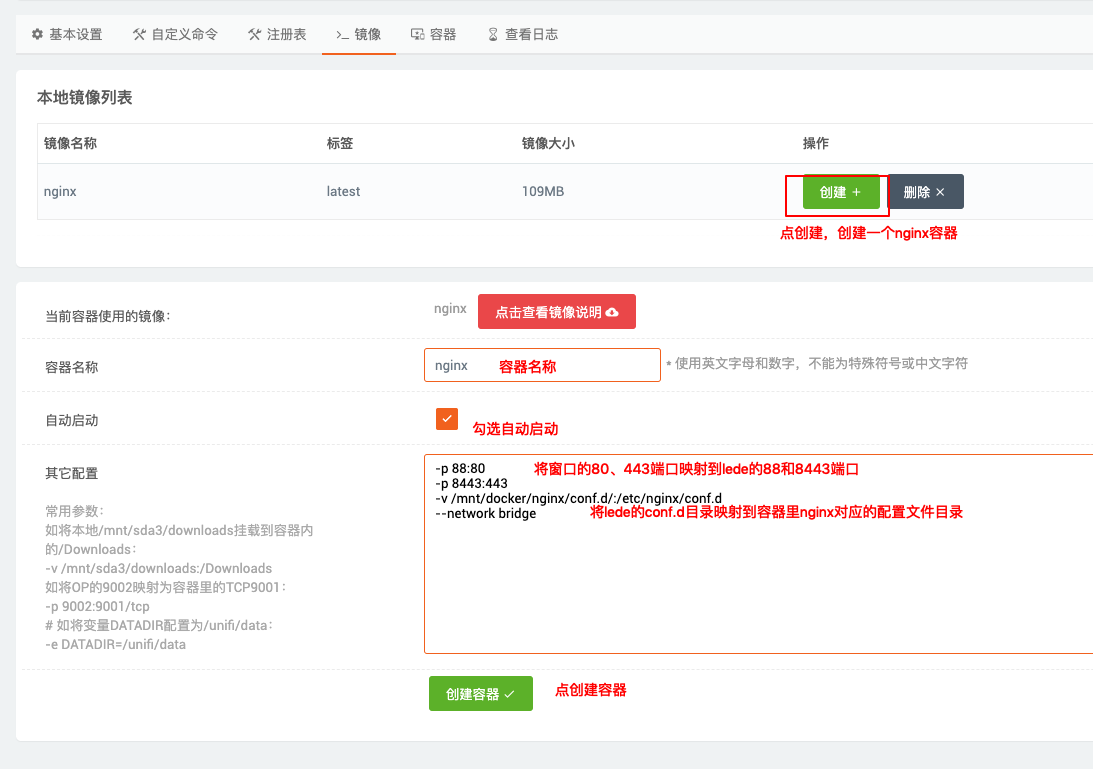 基本设置 自定义命令 注册表 >_ 镜像 容器 查看日志
本地镜像列表
镜像名称 标签 镜像大小 操作
nginx latest 109MB 创建 + 删除 ×
点创建，创建一个nginx容器
当前容器使用的镜像： nginx 点击查看镜像说明
容器名称 nginx 容器名称 * 使用英文字母和数字，不能为特殊符号或中文字符
自动启动 勾选自动启动
其它配置
-p 88:80 将窗口的80、443端口映射到lede的88和8443端口
-p 8443:443
-v /mnt/docker/nginx/conf.d/:/etc/nginx/conf.d
--network bridge 将lede的conf.d目录映射到容器里nginx对应的配置文件目录
常用参数：
如将本地/mnt/sda3/downloads挂载到容器内
的/Downloads：
-v /mnt/sda3/downloads:/Downloads
如将OP的9002映射为容器里的TCP9001：
-p 9002:9001/tcp
# 如将变量DATADIR配置为/unifi/data：
-e DATADIR=/unifi/data
创建容器 点创建容器